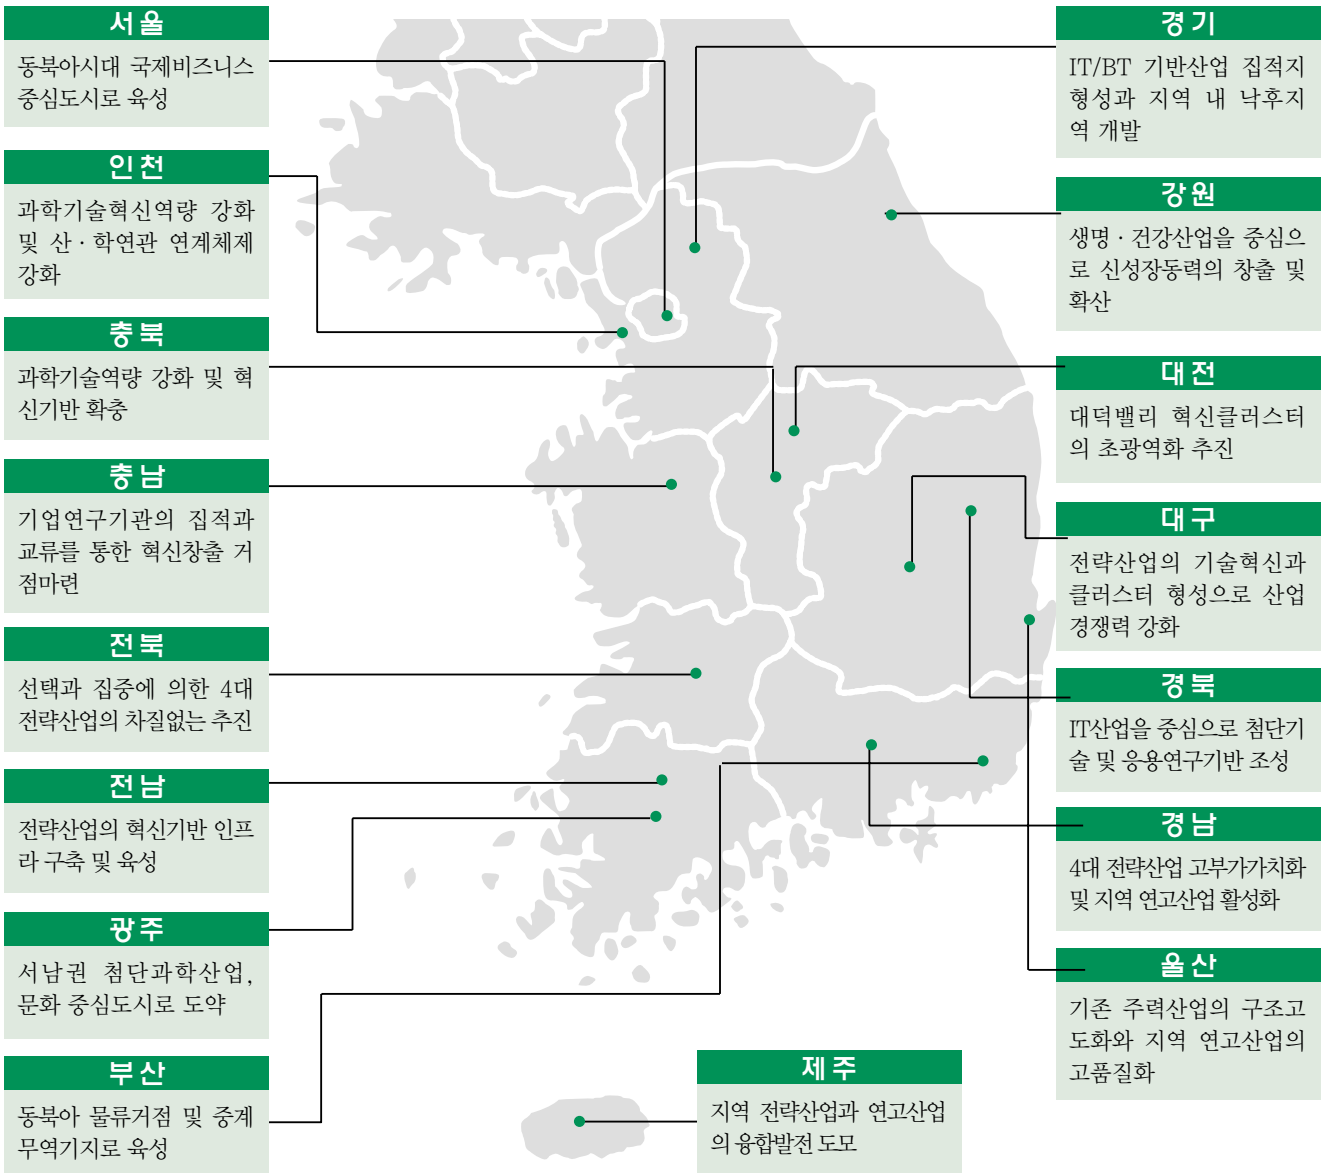 서울
동북아시대 국제비즈니스
중심도시로 육성
인천
과학기술혁신역량 강화
및 산·학연관 연계체제
강화
충북
과학기술역량 강화 및 혁
신기반 확충
충남
기업연구기관의 집적과
교류를 통한 혁신창출 거
점마련
전북
선택과 집중에 의한 4대
전략산업의 차질없는 추진
전남
전략산업의 혁신기반 인프
라 구축 및 육성
광주
서남권 첨단과학산업,
문화 중심도시로 도약
부산
동북아 물류거점 및 중계
무역기지로 육성
제주
지역 전략산업과 연고산업
의 융합발전 도모
경기
IT/BT 기반산업 집적지
형성과 지역 내 낙후지
역 개발
강원
생명·건강산업을 중심으
로 신성장동력의 창출 및
확산
대전
대덕밸리 혁신클러스터
의 초광역화 추진
대구
전략산업의 기술혁신과
클러스터 형성으로 산업
경쟁력 강화
경북
IT산업을 중심으로 첨단기
술 및 응용연구기반 조성
경남
4대 전략산업 고부가가치화
및 지역 연고산업 활성화
울산
기존 주력산업의 구조고
도화와 지역 연고산업의
고품질화